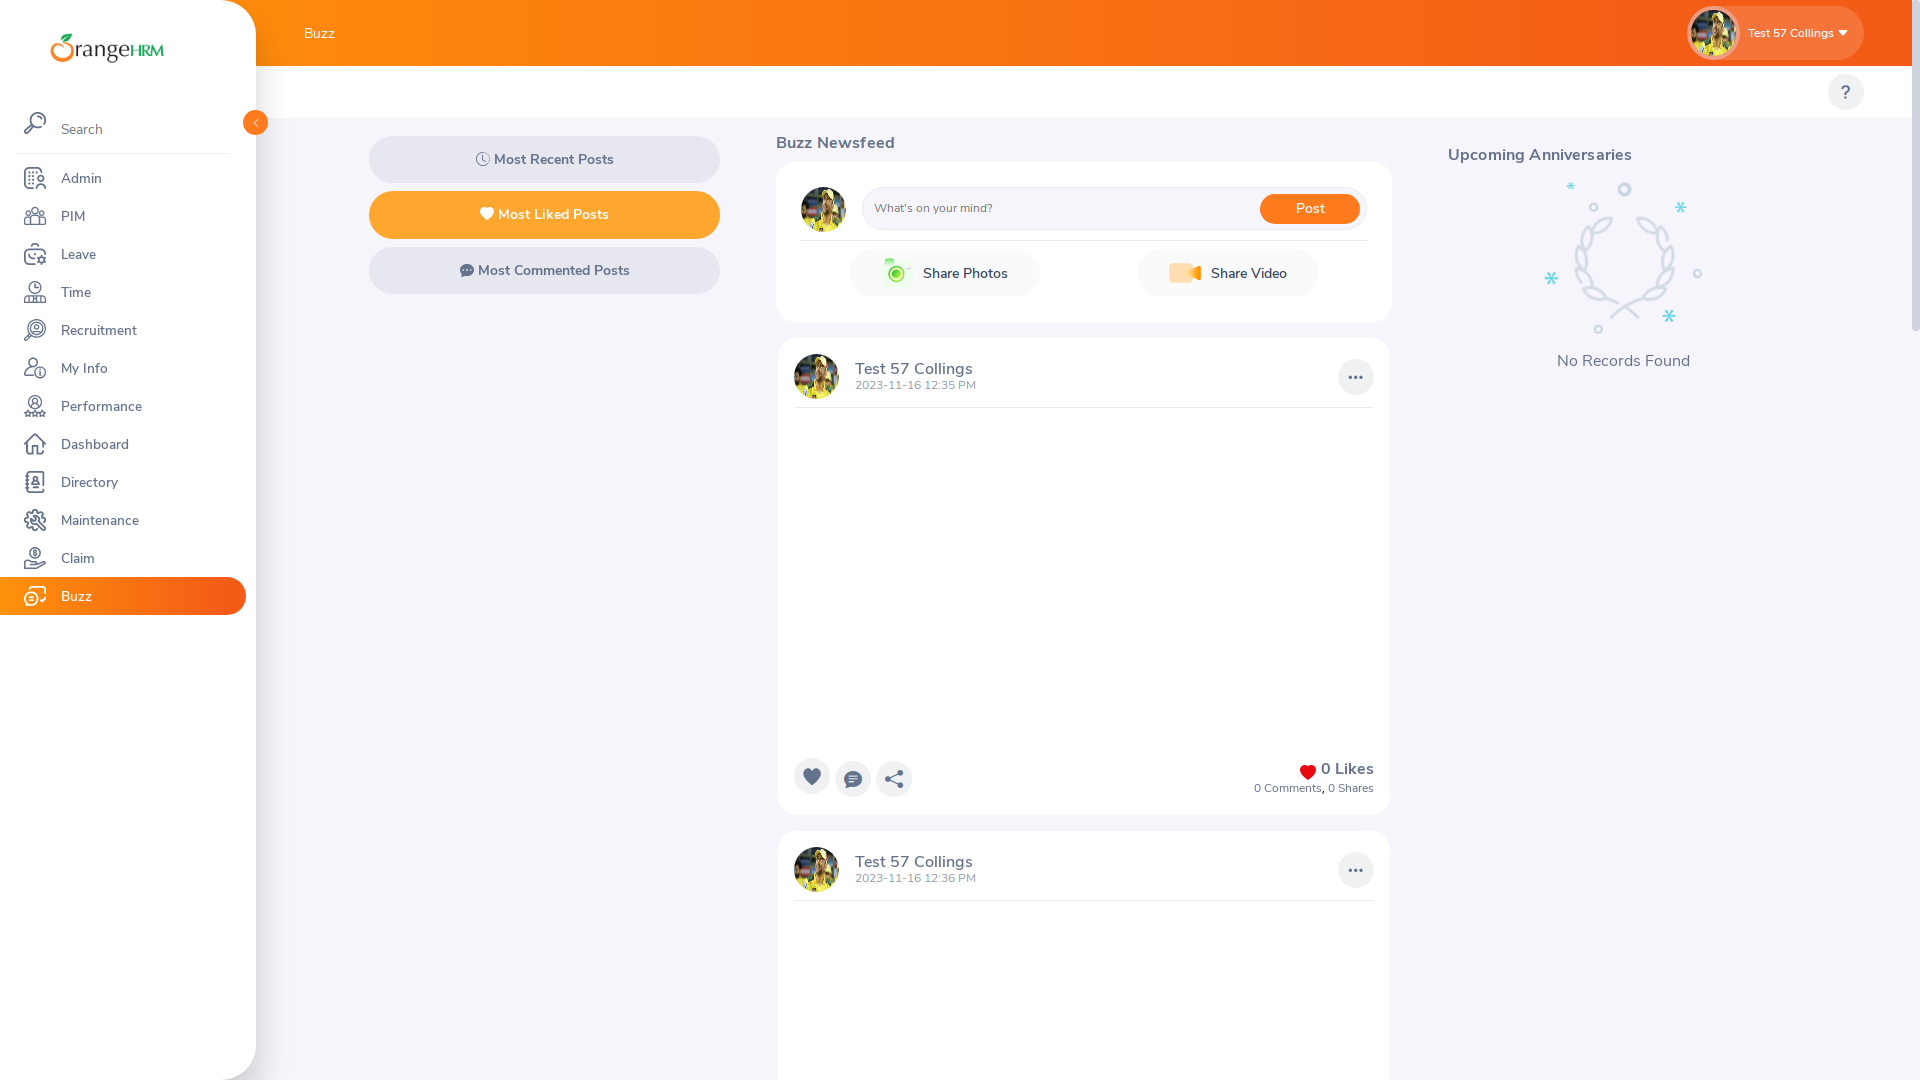 OrangeHRM
Search
Admin
PIM
Leave
Time
Recruitment
My Info
Performance
Dashboard
Directory
Maintenance
Claim
Buzz
Buzz
Test 57 Collings
?
Most Recent Posts
Most Liked Posts
Most Commented Posts
Buzz Newsfeed
What's on your mind?
Post
Share Photos
Share Video
Test 57 Collings
2023-11-16 12:35 PM
0 Likes
0 Comments, 0 Shares
Test 57 Collings
2023-11-16 12:36 PM
Upcoming Anniversaries
No Records Found